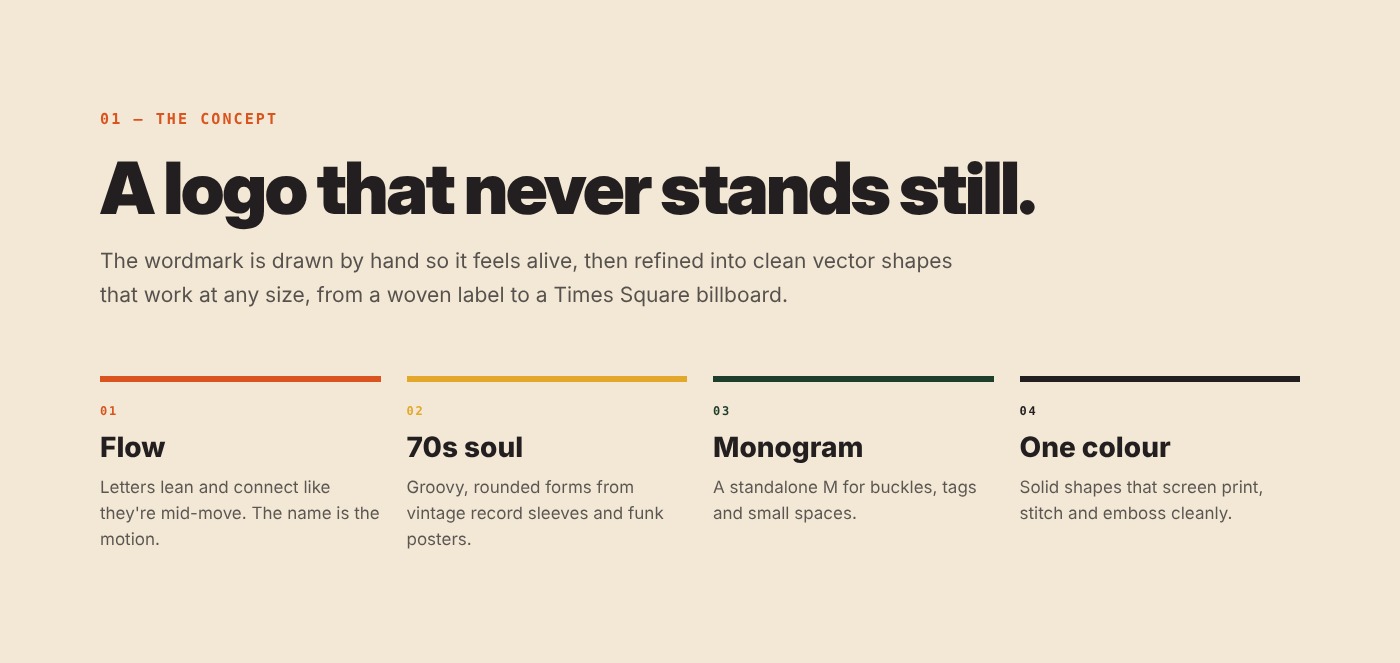 01 — THE CONCEPT
A logo that never stands still.
The wordmark is drawn by hand so it feels alive, then refined into clean vector shapes
that work at any size, from a woven label to a Times Square billboard.
01
Flow
Letters lean and connect like
they're mid-move. The name is the
motion.
02
70s soul
Groovy, rounded forms from
vintage record sleeves and funk
posters.
03
Monogram
A standalone M for buckles, tags
and small spaces.
04
One colour
Solid shapes that screen print,
stitch and emboss cleanly.